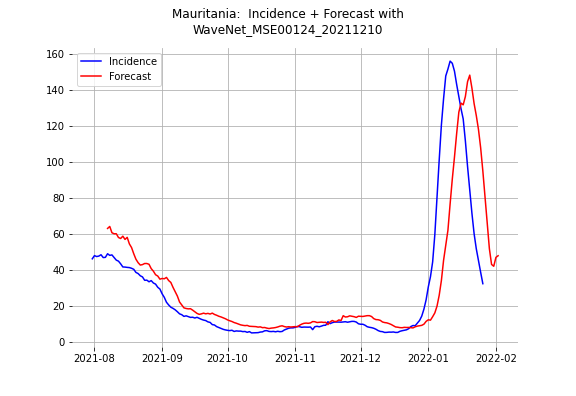 Mauritania:  Incidence + Forecast with
WaveNet_MSE00124_20211210
Incidence
Forecast
160
140
120
100
80
60
40
20
0
2021-08 2021-09 2021-10 2021-11 2021-12 2022-01 2022-02